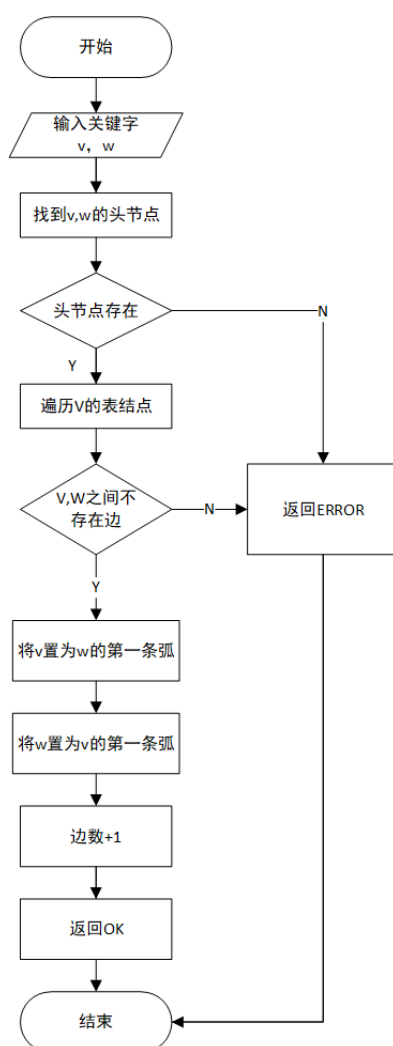 开始
输入关键字
v，w
找到v,w的头节点
头节点存在
N
Y
遍历V的表结点
V,W之间不
存在边
N
返回ERROR
Y
将v置为w的第一条弧
将w置为v的第一条弧
边数+1
返回OK
结束